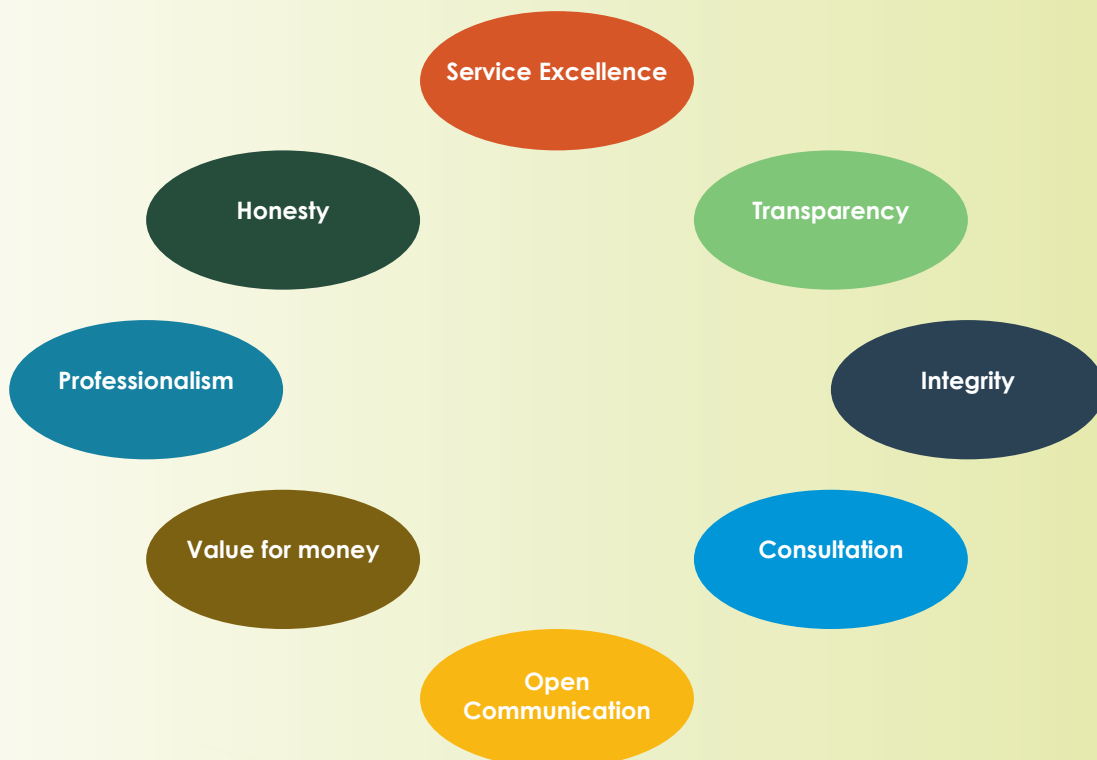 Service Excellence
Honesty
Transparency
Professionalism
Integrity
Value for money
Consultation
Open
Communication